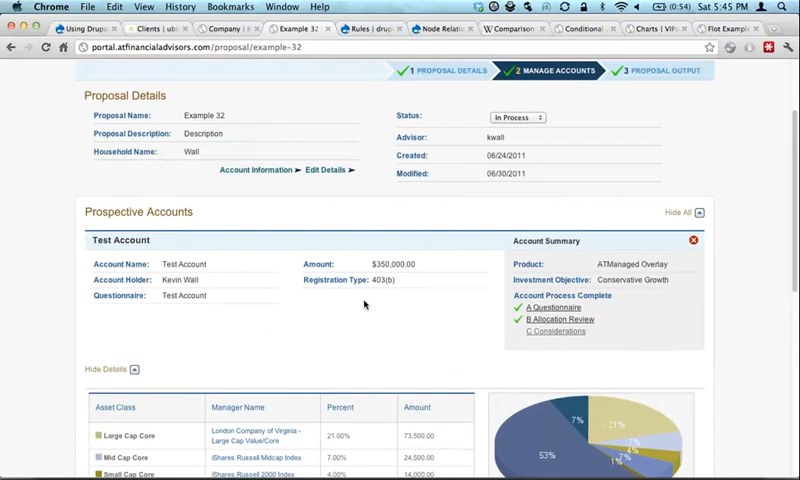 Chrome File Edit View History Bookmarks Window Help (0:54) Sat 5:45 PM
Using Drupa Clients | ubi Company | Example 32 Rules | drup Node Relatio Comparison Conditional Charts | VIPo Flot Example
portal.atfinancialadvisors.com/proposal/example-32
1 PROPOSAL DETAILS 2 MANAGE ACCOUNTS 3 PROPOSAL OUTPUT
Proposal Details
Proposal Name: Example 32 Status: In Process
Proposal Description: Description Advisor: kwall
Household Name: Wall Created: 06/24/2011
Account Information Edit Details Modified: 06/30/2011
Prospective Accounts Hide All
Test Account Account Summary
Account Name: Test Account Amount: $350,000.00 Product: ATManaged Overlay
Account Holder: Kevin Wall Registration Type: 403(b) Investment Objective: Conservative Growth
Questionnaire: Test Account Account Process Complete
A Questionnaire
B Allocation Review
C Considerations
Hide Details
Asset Class Manager Name Percent Amount
Large Cap Core London Company of Virginia - Large Cap Value/Core 21.00% 73,500.00
Mid Cap Core iShares Russell Midcap Index 7.00% 24,500.00
Small Cap Core iShares Russell 2000 Index 4.00% 14,000.00
7% 21% 7% 4% 7% 1% 53%